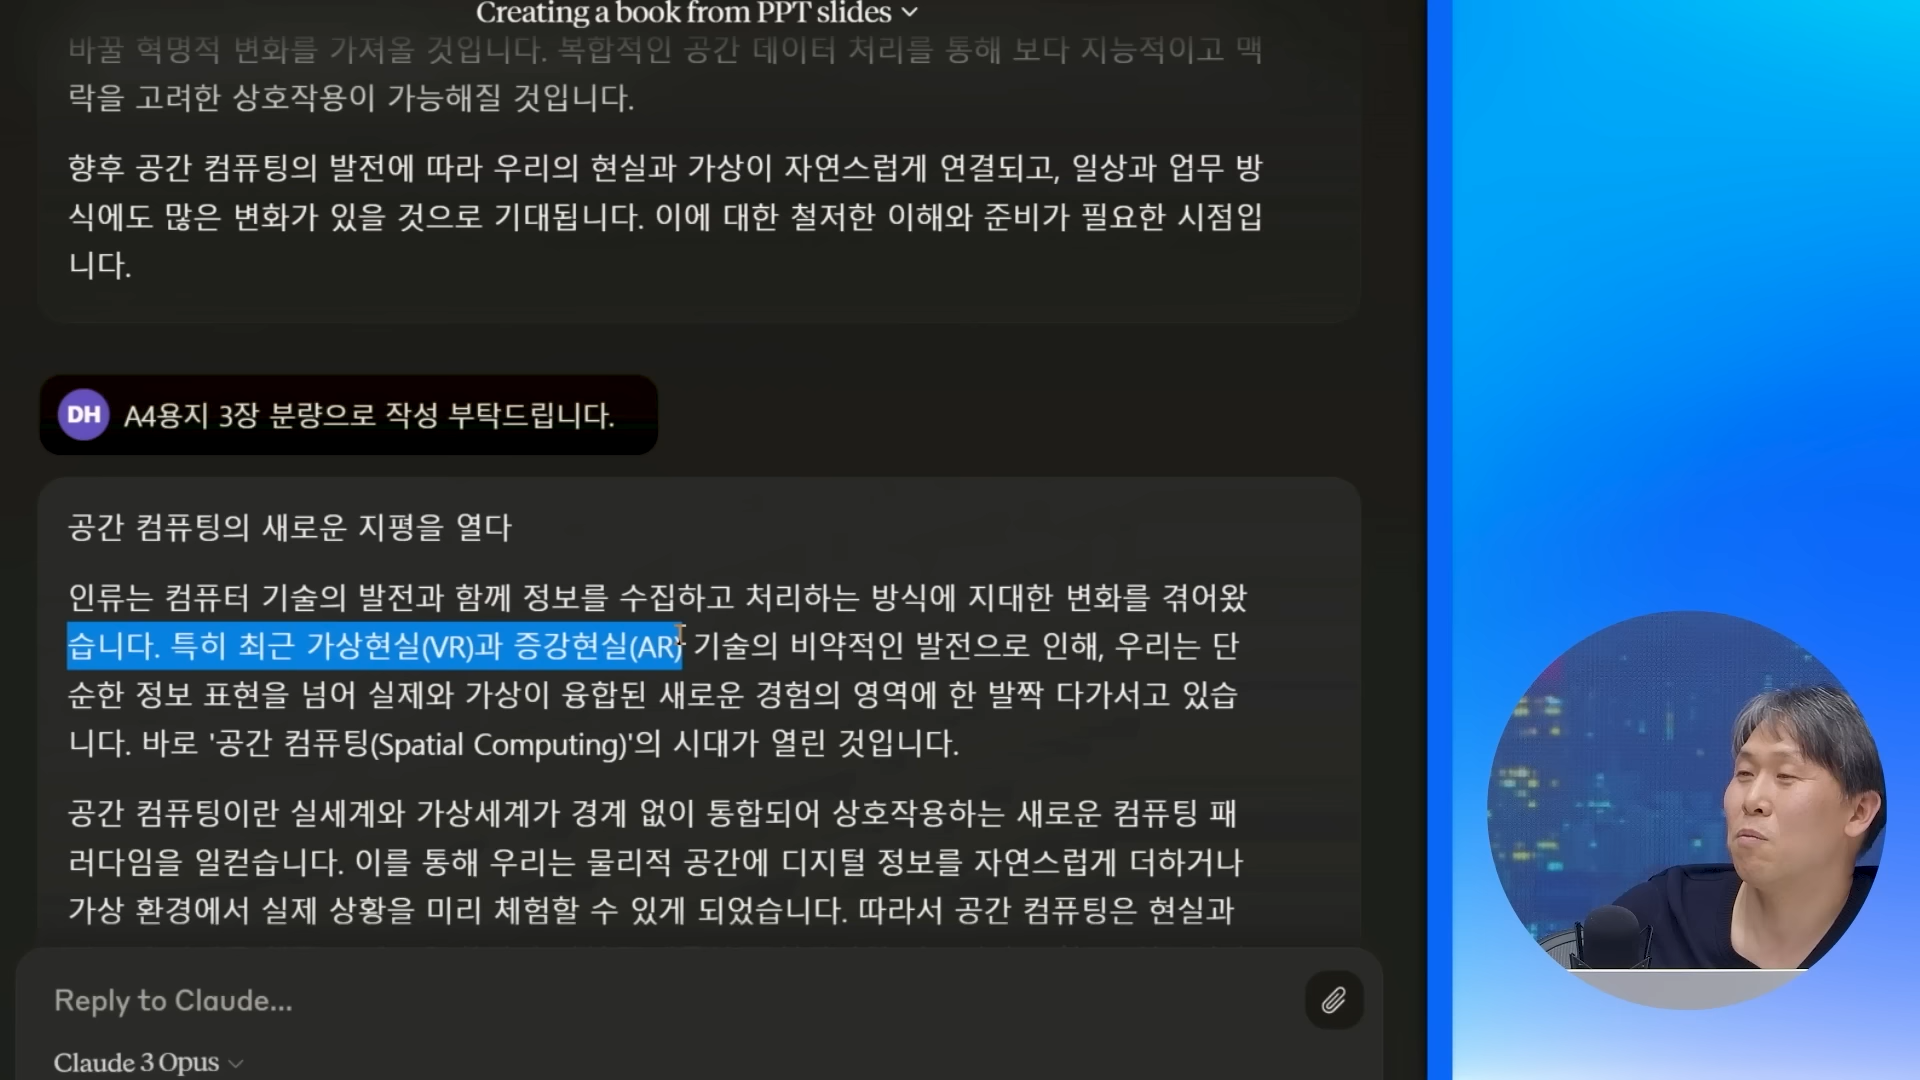 Creating a book from PPT slides
바꿀 혁명적 변화를 가져올 것입니다. 복합적인 공간 데이터 처리를 통해 보다 지능적이고 맥
락을 고려한 상호작용이 가능해질 것입니다.
향후 공간 컴퓨팅의 발전에 따라 우리의 현실과 가상이 자연스럽게 연결되고, 일상과 업무 방
식에도 많은 변화가 있을 것으로 기대됩니다. 이에 대한 철저한 이해와 준비가 필요한 시점입
니다.
DH A4용지 3장 분량으로 작성 부탁드립니다.
공간 컴퓨팅의 새로운 지평을 열다
인류는 컴퓨터 기술의 발전과 함께 정보를 수집하고 처리하는 방식에 지대한 변화를 겪어왔
습니다. 특히 최근 가상현실(VR)과 증강현실(AR) 기술의 비약적인 발전으로 인해, 우리는 단
순한 정보 표현을 넘어 실제와 가상이 융합된 새로운 경험의 영역에 한 발짝 다가서고 있습
니다. 바로 '공간 컴퓨팅(Spatial Computing)'의 시대가 열린 것입니다.
공간 컴퓨팅이란 실세계와 가상세계가 경계 없이 통합되어 상호작용하는 새로운 컴퓨팅 패
러다임을 일컫습니다. 이를 통해 우리는 물리적 공간에 디지털 정보를 자연스럽게 더하거나
가상 환경에서 실제 상황을 미리 체험할 수 있게 되었습니다. 따라서 공간 컴퓨팅은 현실과
Reply to Claude...
Claude 3 Opus